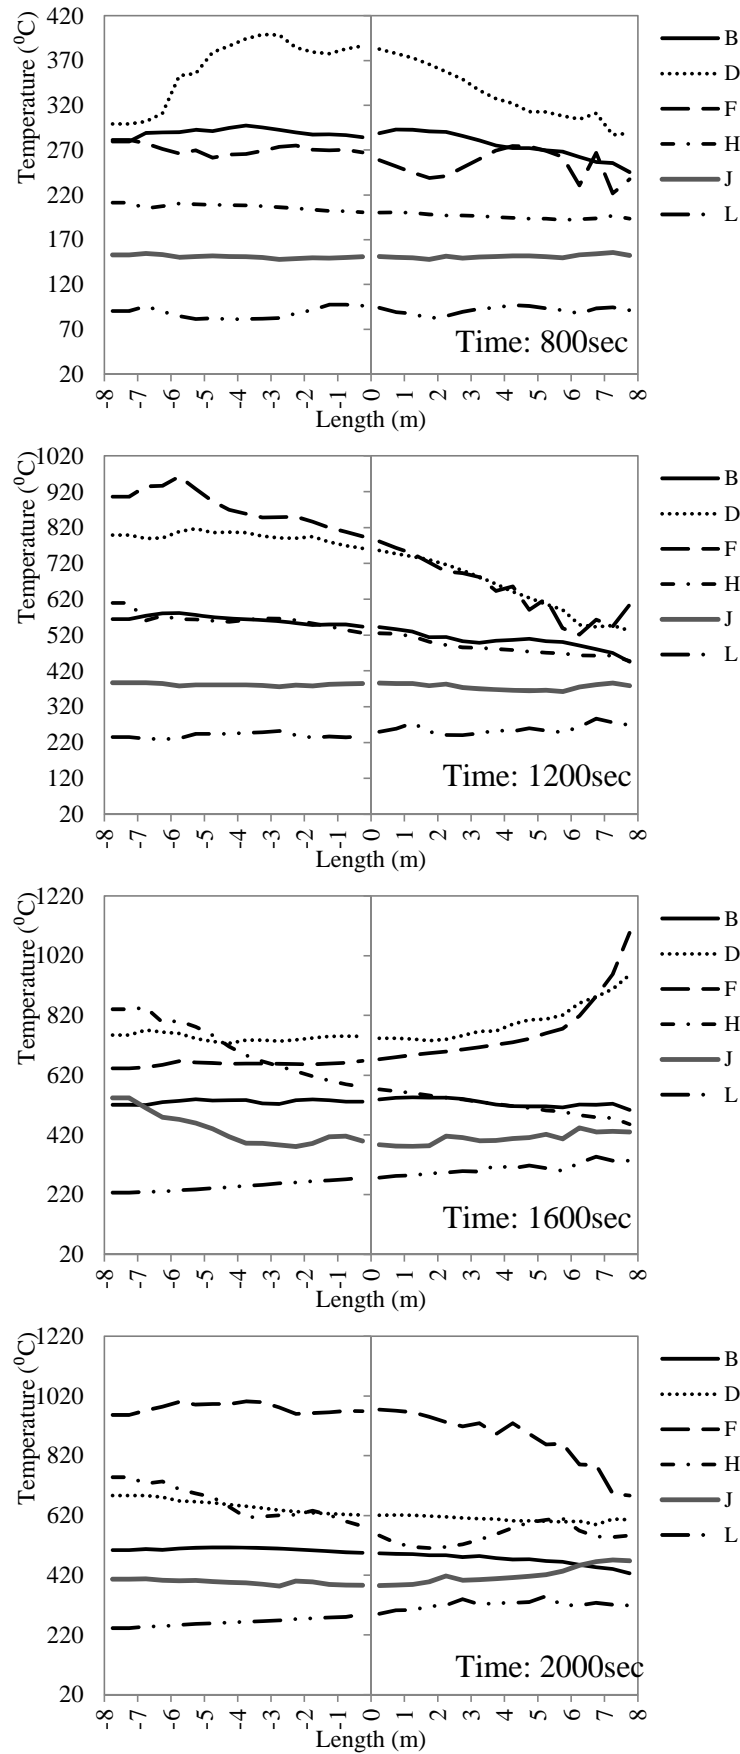 Temperature (⁰C)
420
370
320
270
220
170
120
70
20
-8 -7 -6 -5 -4 -3 -2 -1 0 1 2 3 4 5 6 7 8
Length (m)
Time: 800sec
B
D
F
H
J
L
Temperature (⁰C)
1020
920
820
720
620
520
420
320
220
120
20
-8 -7 -6 -5 -4 -3 -2 -1 0 1 2 3 4 5 6 7 8
Length (m)
Time: 1200sec
B
D
F
H
J
L
Temperature (⁰C)
1220
1020
820
620
420
220
20
-8 -7 -6 -5 -4 -3 -2 -1 0 1 2 3 4 5 6 7 8
Length (m)
Time: 1600sec
B
D
F
H
J
L
Temperature (⁰C)
1220
1020
820
620
420
220
20
-8 -7 -6 -5 -4 -3 -2 -1 0 1 2 3 4 5 6 7 8
Length (m)
Time: 2000sec
B
D
F
H
J
L